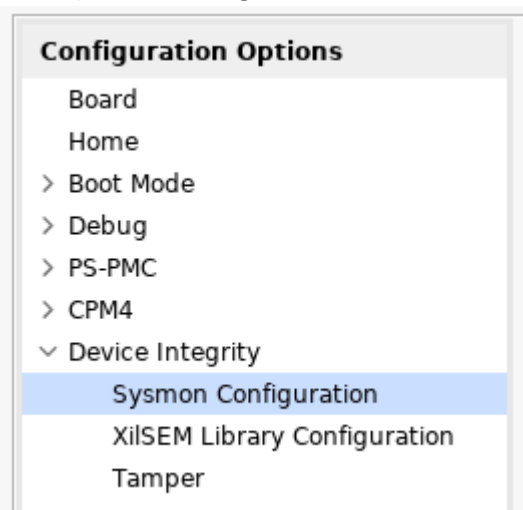 Configuration Options
Board
Home
Boot Mode
Debug
PS-PMC
CPM4
Device Integrity
Sysmon Configuration
XilSEM Library Configuration
Tamper